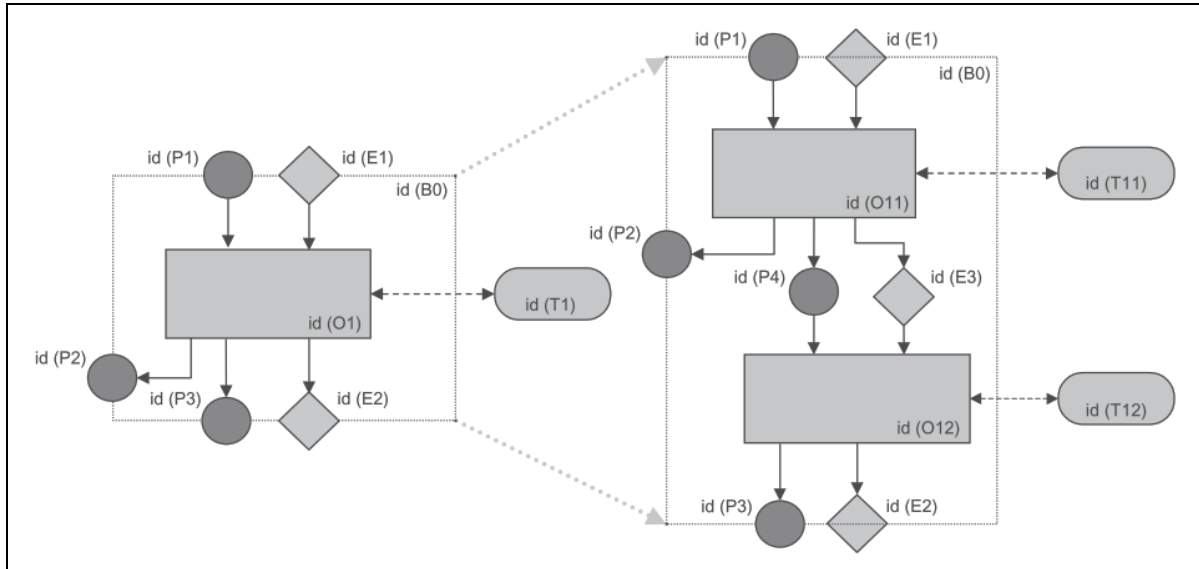 id (P1)
id (E1)
id (B0)
id (O1)
id (T1)
id (P2)
id (P3)
id (E2)
id (P1)
id (E1)
id (B0)
id (O11)
id (T11)
id (P2)
id (P4)
id (E3)
id (O12)
id (T12)
id (P3)
id (E2)